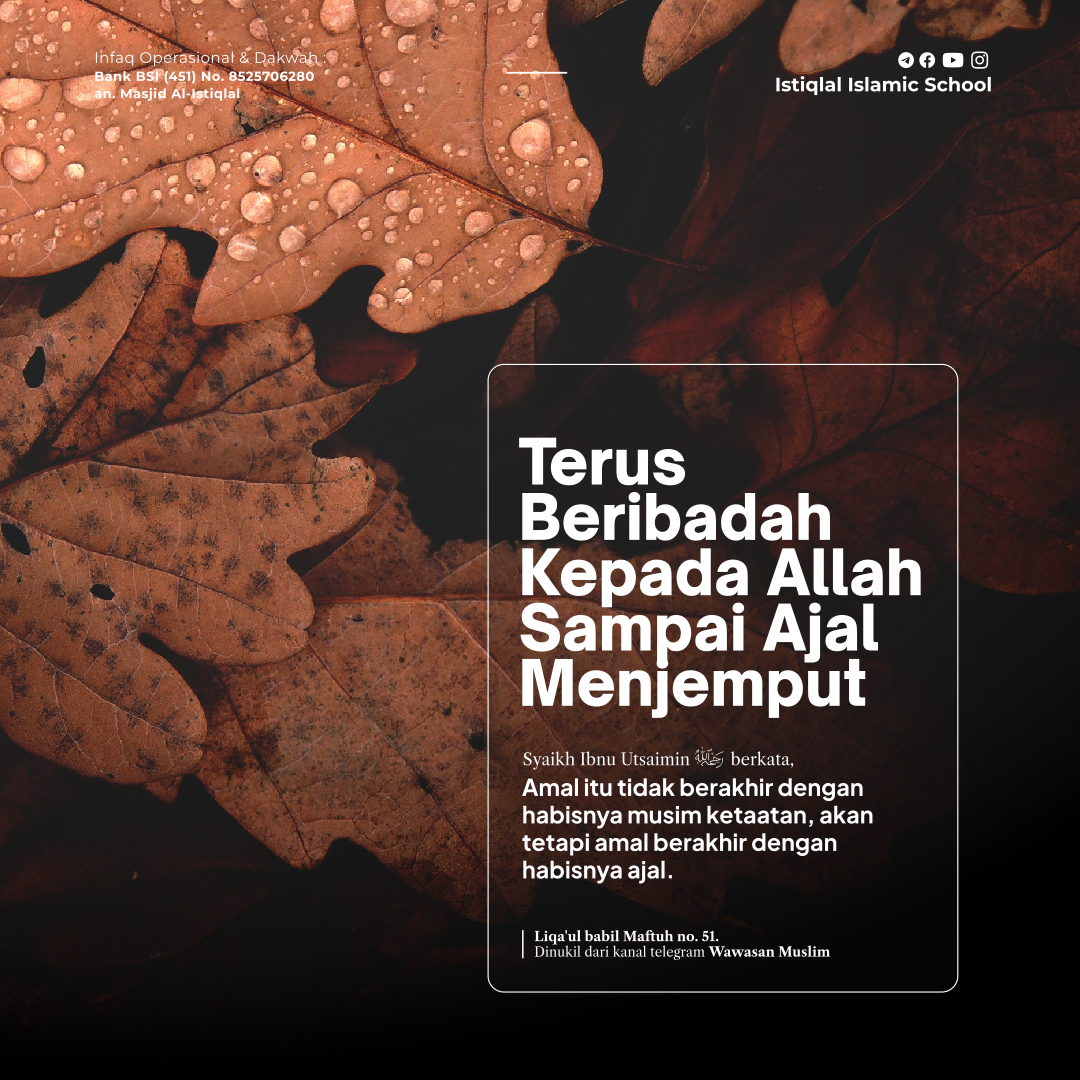 Infaq Operasional & Dakwah :
Bank BSI (451) No. 8525706280
an. Masjid Al-Istiqlal
Istiqlal Islamic School
Terus
Beribadah
Kepada Allah
Sampai Ajal
Menjemput
Syaikh Ibnu Utsaimin رحمه الله berkata,
Amal itu tidak berakhir dengan
habisnya musim ketaatan, akan
tetapi amal berakhir dengan
habisnya ajal.
Liqa'ul babil Maftuh no. 51.
Dinukil dari kanal telegram Wawasan Muslim